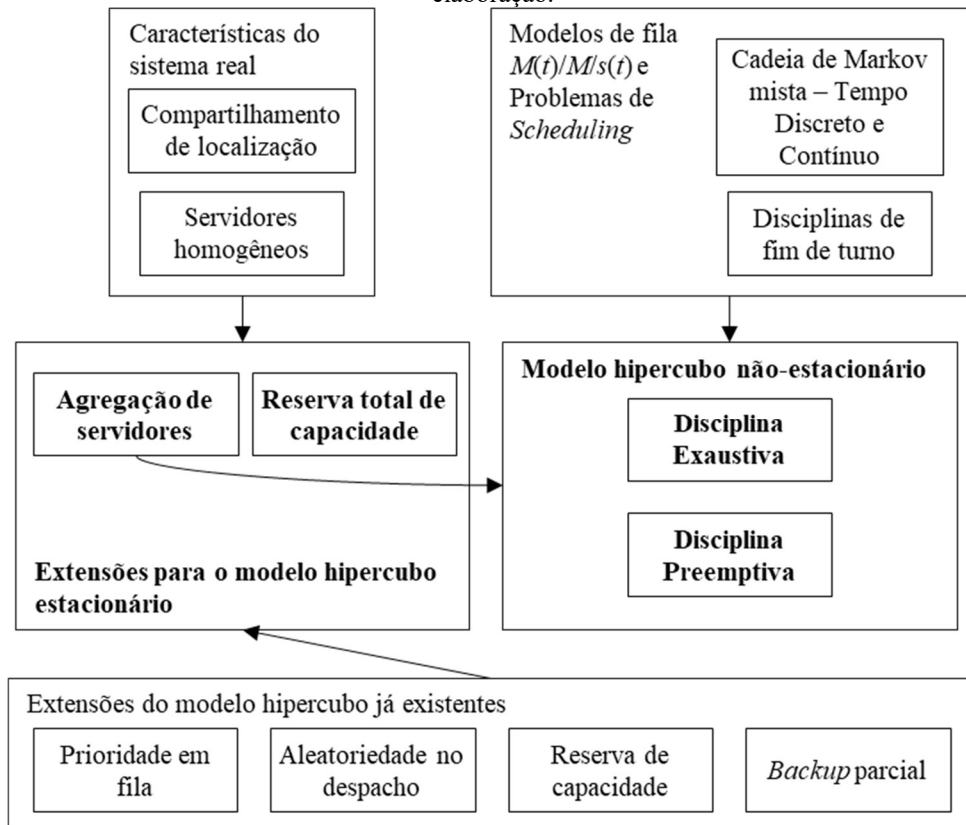 elaboração.
Características do
sistema real
Compartilhamento
de localização
Servidores
homogêneos
Modelos de fila
M(t)/M/s(t) e
Problemas de
Scheduling
Cadeia de Markov
mista – Tempo
Discreto e
Contínuo
Disciplinas de
fim de turno
Agregação de
servidores
Reserva total de
capacidade
Extensões para o modelo hipercubo
estacionário
Modelo hipercubo não-estacionário
Disciplina
Exaustiva
Disciplina
Preemptiva
Extensões do modelo hipercubo já existentes
Prioridade em
fila
Aleatoriedade no
despacho
Reserva de
capacidade
Backup parcial